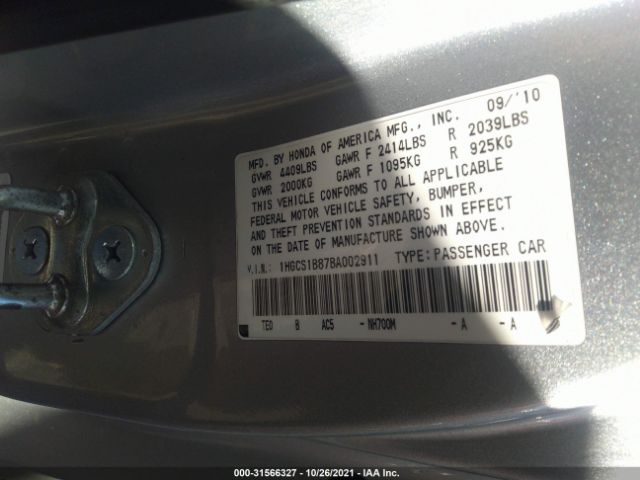 MFD. BY HONDA OF AMERICA MFG., INC. 09/'10
GVWR 4409LBS GAWR F 2414LBS R 2039LBS
GVWR 2000KG GAWR F 1095KG R 925KG
THIS VEHICLE CONFORMS TO ALL APPLICABLE
FEDERAL MOTOR VEHICLE SAFETY, BUMPER,
AND THEFT PREVENTION STANDARDS IN EFFECT
ON THE DATE OF MANUFACTURE SHOWN ABOVE.
V.I.N.: 1HGCS1B87BA002911 TYPE:PASSENGER CAR
TE0 B AC5 - NH700M - A - A
000-31566327 | 10/26/2021 | IAA Inc.